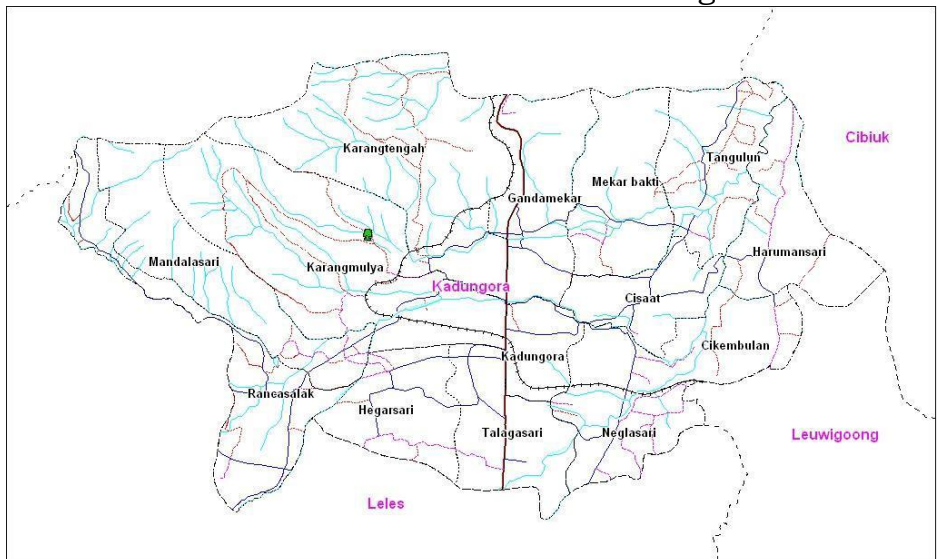 Cibiuk
Karangtengah
Tangulun
Mekar bakti
Gandamekar
Mandalasari
Karangmulya
Harumansari
Kadungora
Cisaat
Cikembulan
Kadungora
Rancasalak
Hegarsari
Talagasari
Neglasari
Leuwigoong
Leles